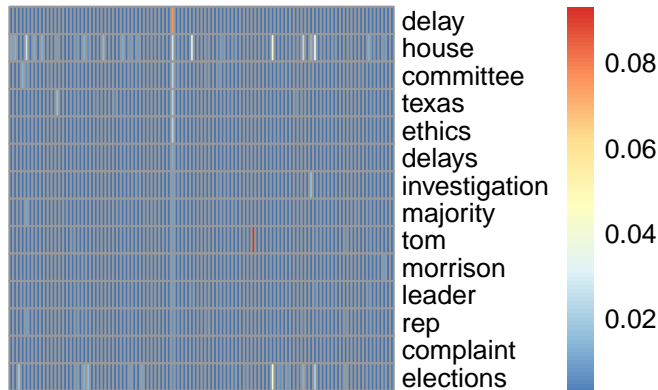 delay
house
committee
texas
ethics
delays
investigation
majority
tom
morrison
leader
rep
complaint
elections
0.08
0.06
0.04
0.02